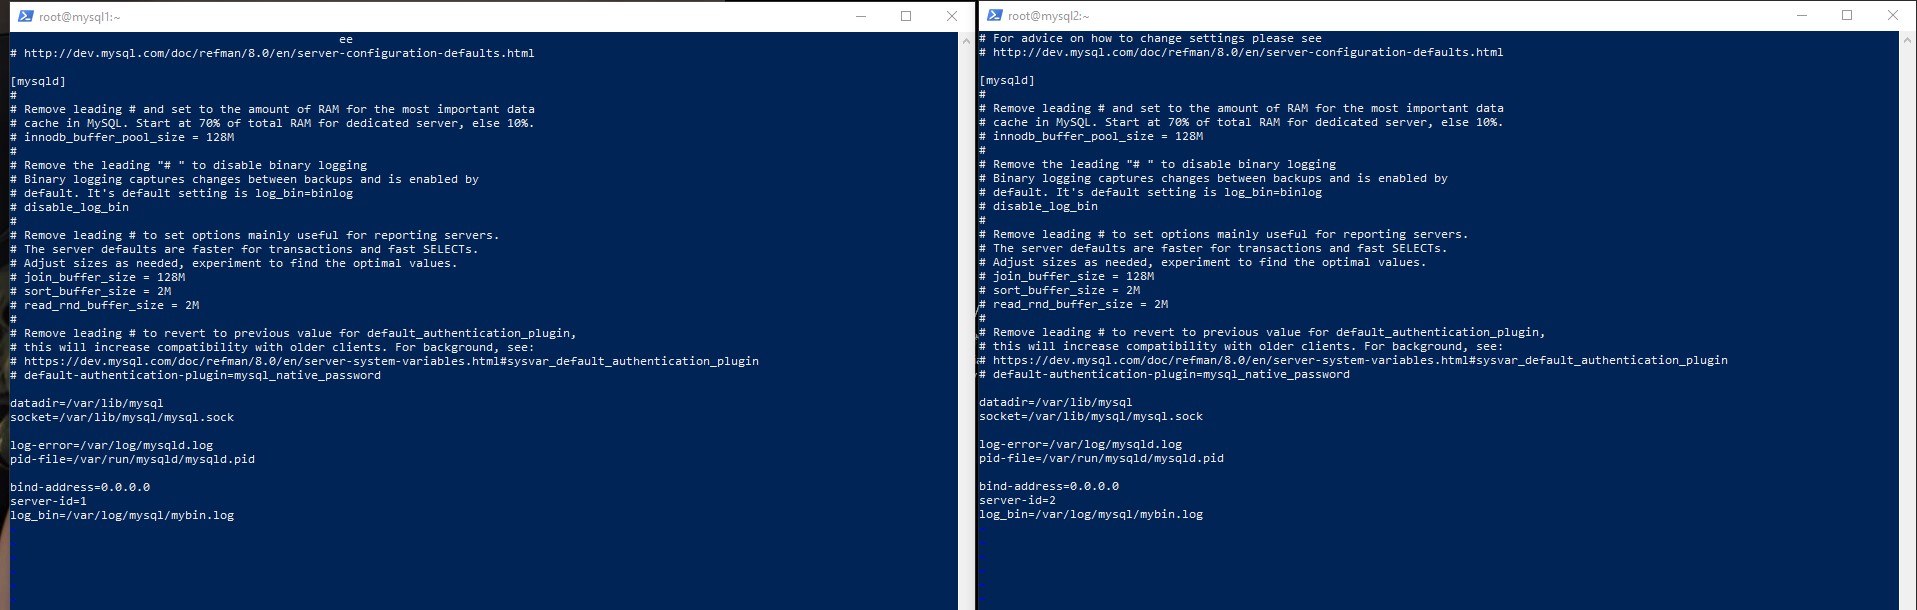 root@mysql1:~
ee
# http://dev.mysql.com/doc/refman/8.0/en/server-configuration-defaults.html
[mysqld]
#
# Remove leading # and set to the amount of RAM for the most important data
# cache in MySQL. Start at 70% of total RAM for dedicated server, else 10%.
# innodb_buffer_pool_size = 128M
#
# Remove the leading "# " to disable binary logging
# Binary logging captures changes between backups and is enabled by
# default. It's default setting is log_bin=binlog
# disable_log_bin
#
# Remove leading # to set options mainly useful for reporting servers.
# The server defaults are faster for transactions and fast SELECTs.
# Adjust sizes as needed, experiment to find the optimal values.
# join_buffer_size = 128M
# sort_buffer_size = 2M
# read_rnd_buffer_size = 2M
#
# Remove leading # to revert to previous value for default_authentication_plugin,
# this will increase compatibility with older clients. For background, see:
# https://dev.mysql.com/doc/refman/8.0/en/server-system-variables.html#sysvar_default_authentication_plugin
# default-authentication-plugin=mysql_native_password
datadir=/var/lib/mysql
socket=/var/lib/mysql/mysql.sock
log-error=/var/log/mysqld.log
pid-file=/var/run/mysqld/mysqld.pid
bind-address=0.0.0.0
server-id=1
log_bin=/var/log/mysql/mybin.log
root@mysql2:~
# For advice on how to change settings please see
# http://dev.mysql.com/doc/refman/8.0/en/server-configuration-defaults.html
[mysqld]
#
# Remove leading # and set to the amount of RAM for the most important data
# cache in MySQL. Start at 70% of total RAM for dedicated server, else 10%.
# innodb_buffer_pool_size = 128M
#
# Remove the leading "# " to disable binary logging
# Binary logging captures changes between backups and is enabled by
# default. It's default setting is log_bin=binlog
# disable_log_bin
#
# Remove leading # to set options mainly useful for reporting servers.
# The server defaults are faster for transactions and fast SELECTs.
# Adjust sizes as needed, experiment to find the optimal values.
# join_buffer_size = 128M
# sort_buffer_size = 2M
# read_rnd_buffer_size = 2M
#
# Remove leading # to revert to previous value for default_authentication_plugin,
# this will increase compatibility with older clients. For background, see:
# https://dev.mysql.com/doc/refman/8.0/en/server-system-variables.html#sysvar_default_authentication_plugin
# default-authentication-plugin=mysql_native_password
datadir=/var/lib/mysql
socket=/var/lib/mysql/mysql.sock
log-error=/var/log/mysqld.log
pid-file=/var/run/mysqld/mysqld.pid
bind-address=0.0.0.0
server-id=2
log_bin=/var/log/mysql/mybin.log